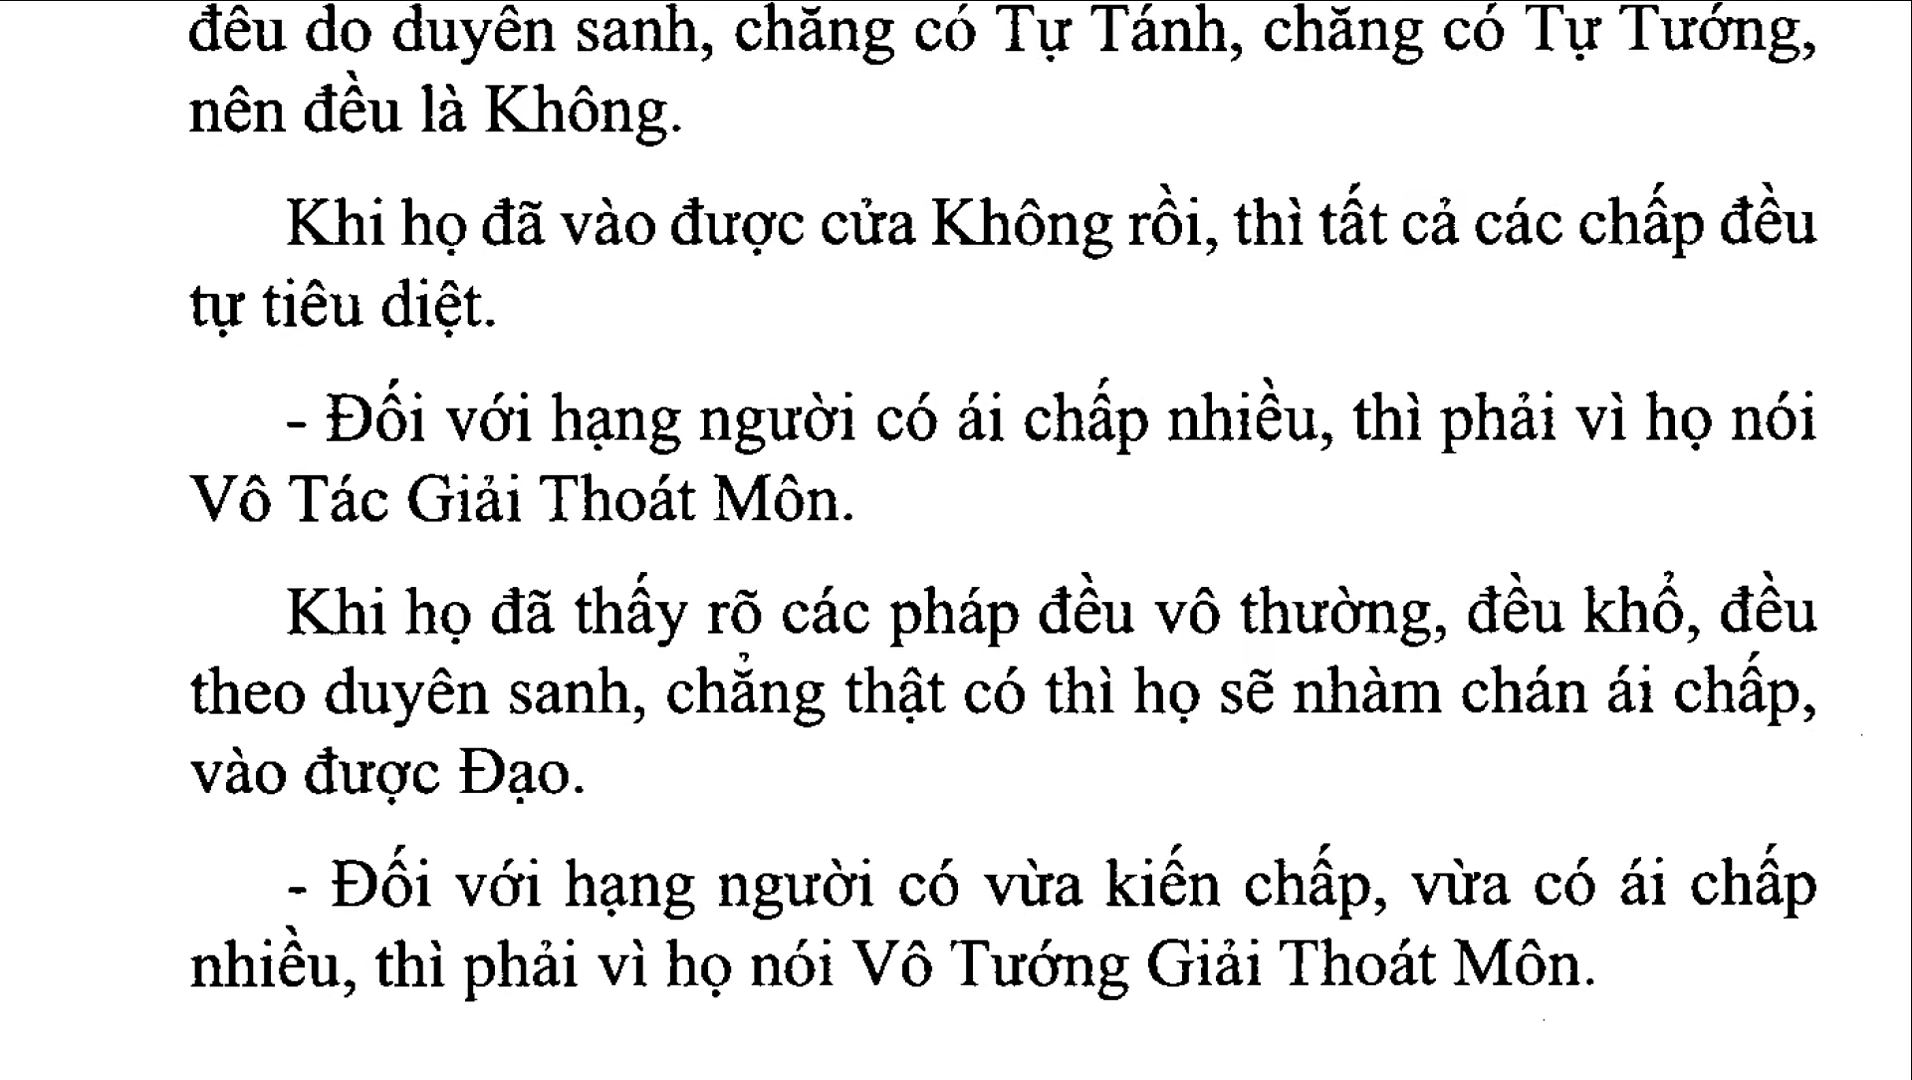 đều do duyên sanh, chẳng có Tự Tánh, chẳng có Tự Tướng,
nên đều là Không.
Khi họ đã vào được cửa Không rồi, thì tất cả các chấp đều
tự tiêu diệt.
- Đối với hạng người có ái chấp nhiều, thì phải vì họ nói
Vô Tác Giải Thoát Môn.
Khi họ đã thấy rõ các pháp đều vô thường, đều khổ, đều
theo duyên sanh, chẳng thật có thì họ sẽ nhàm chán ái chấp,
vào được Đạo.
- Đối với hạng người có vừa kiến chấp, vừa có ái chấp
nhiều, thì phải vì họ nói Vô Tướng Giải Thoát Môn.